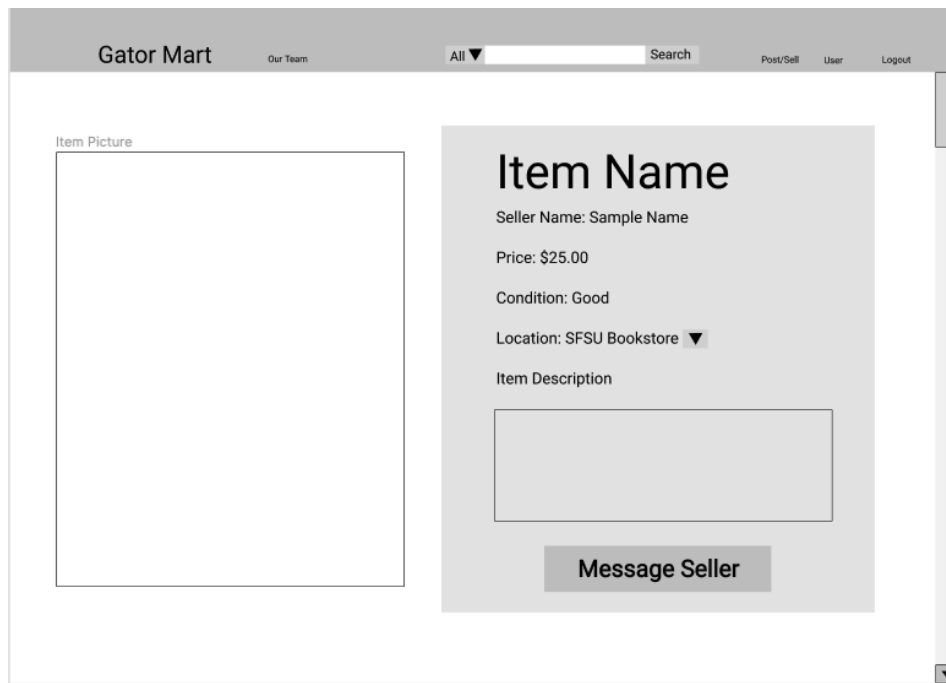 Gator Mart
Our Team
All
Search
Post/Sell
User
Logout
Item Picture
Item Name
Seller Name: Sample Name
Price: $25.00
Condition: Good
Location: SFSU Bookstore
Item Description
Message Seller